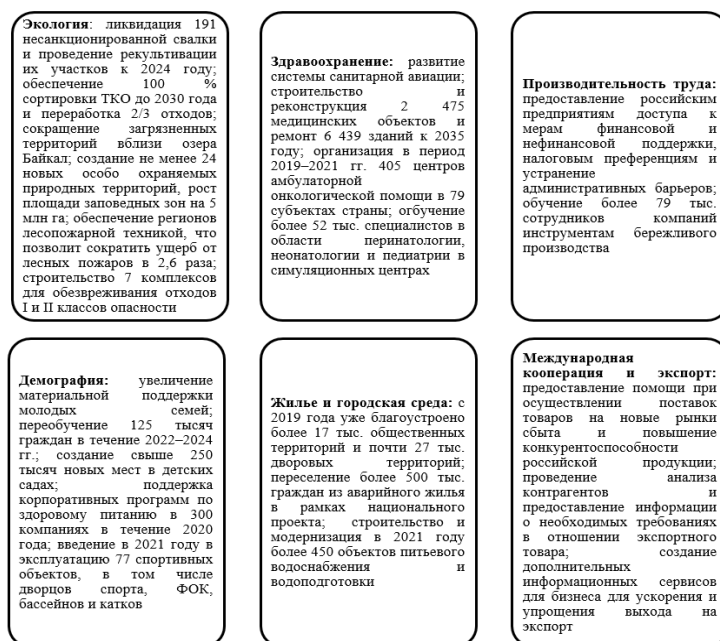 Экология: ликвидация 191
несанкционированной свалки
и проведение рекультивации
их участков к 2024 году;
обеспечение 100 %
сортировки ТКО до 2030 года
и переработка 2/3 отходов;
сокращение загрязненных
территорий вблизи озера
Байкал; создание не менее 24
новых особо охраняемых
природных территорий, рост
площади заповедных зон на 5
млн га; обеспечение регионов
лесопожарной техникой, что
позволит сократить ущерб от
лесных пожаров в 2,6 раза;
строительство 7 комплексов
для обезвреживания отходов
I и II классов опасности
Здравоохранение: развитие
системы санитарной авиации;
строительство и
реконструкция 2 475
медицинских объектов и
ремонт 6 439 зданий к 2035
году; организация в период
2019–2021 гг. 405 центров
амбулаторной
онкологической помощи в 79
субъектах страны; огбучение
более 52 тыс. специалистов в
области перинатологии,
неонатологии и педиатрии в
симуляционных центрах
Производительность труда:
предоставление российским
предприятиям доступа к
мерам финансовой и
нефинансовой поддержки,
налоговым преференциям и
устранение
административных барьеров;
обучение более 79 тыс.
сотрудников компаний
инструментам бережливого
производства
Демография: увеличение
материальной поддержки
молодых семей;
переобучение 125 тысяч
граждан в течение 2022–2024
гг.; создание свыше 250
тысяч новых мест в детских
садах; поддержка
корпоративных программ по
здоровому питанию в 300
компаниях в течение 2020
года; введение в 2021 году в
эксплуатацию 77 спортивных
объектов, в том числе
дворцов спорта, ФОК,
бассейнов и катков
Жилье и городская среда: с
2019 года уже благоустроено
более 17 тыс. общественных
территорий и почти 27 тыс.
дворовых территорий;
переселение более 500 тыс.
граждан из аварийного жилья
в рамках национального
проекта; строительство и
модернизация в 2021 году
более 450 объектов питьевого
водоснабжения и
водоподготовки
Международная
кооперация и экспорт:
предоставление помощи при
осуществлении поставок
товаров на новые рынки
сбыта и повышение
конкурентоспособности
российской продукции;
проведение анализа
контрагентов и
предоставление информации
о необходимых требованиях
в отношении экспортного
товара; создание
дополнительных
информационных сервисов
для бизнеса для ускорения и
упрощения выхода на
экспорт